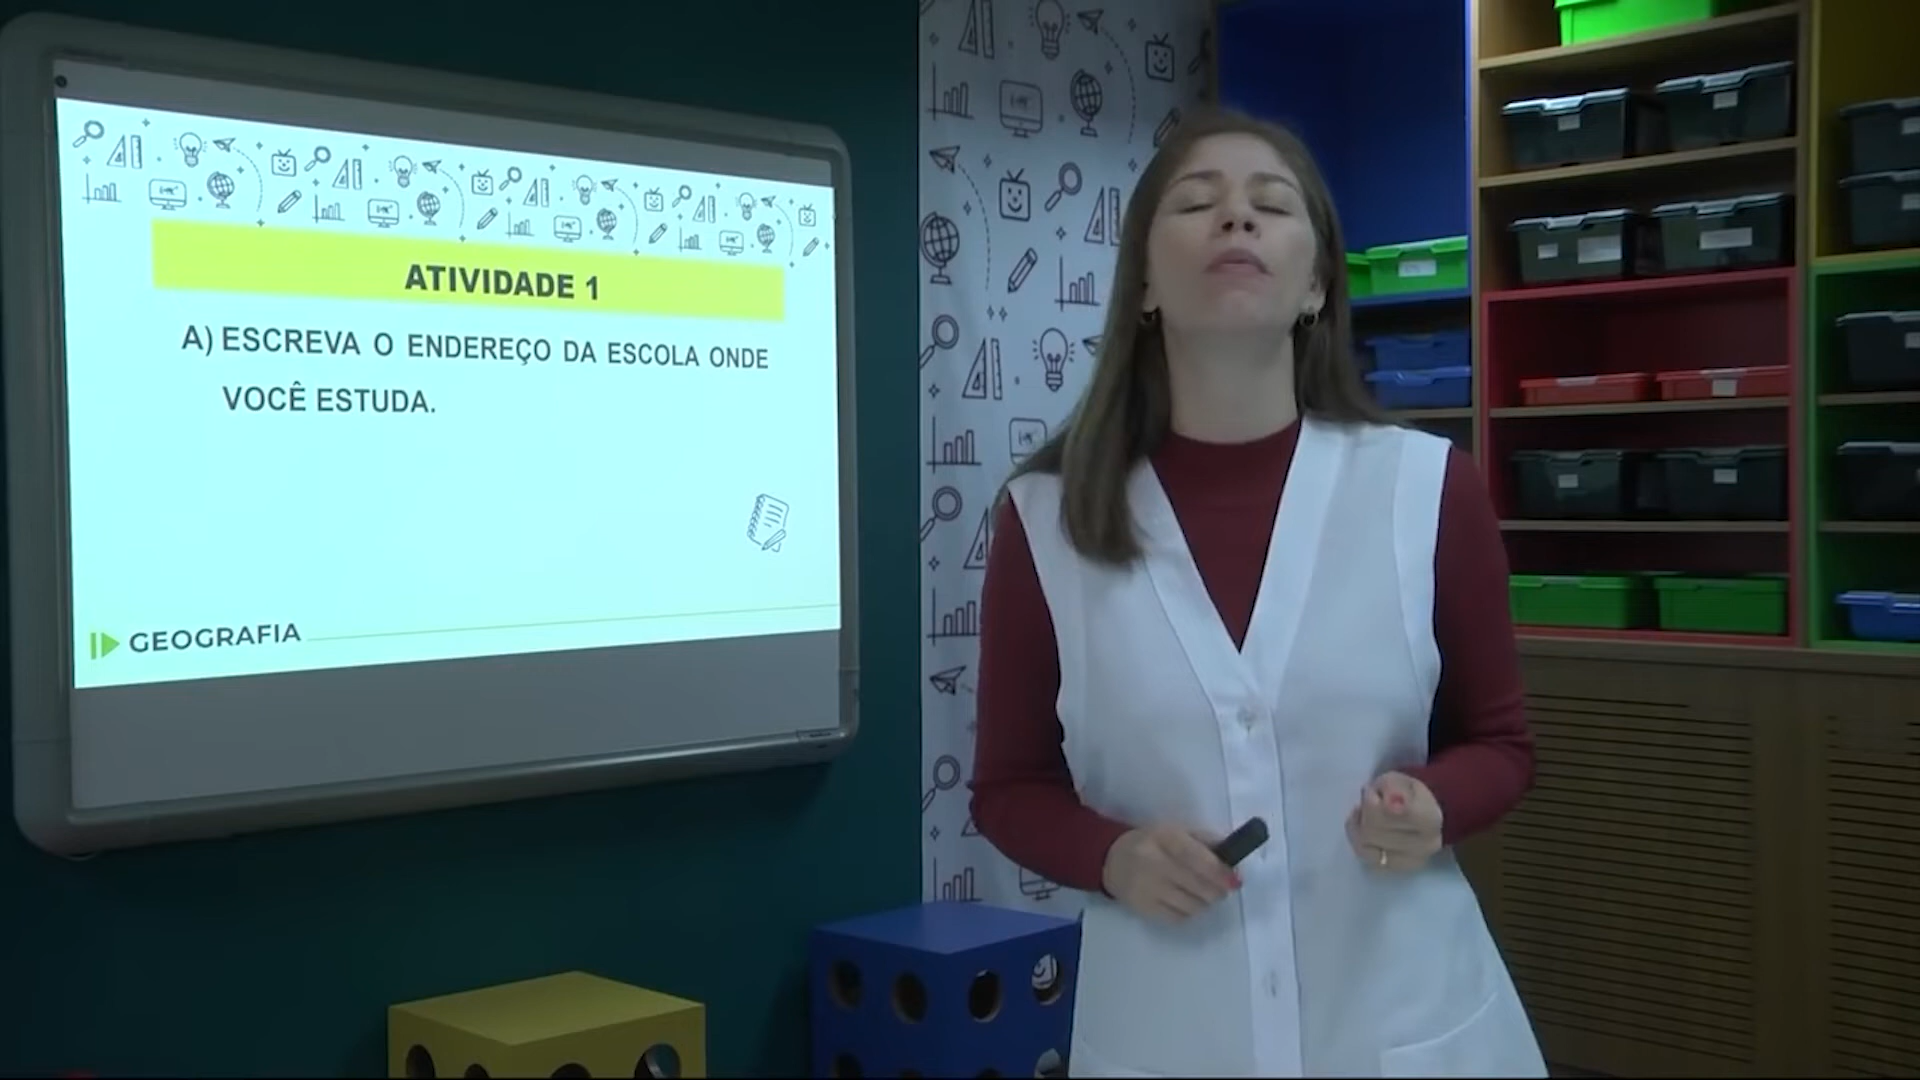 ATIVIDADE 1
A) ESCREVA O ENDEREÇO DA ESCOLA ONDE
VOCÊ ESTUDA.
GEOGRAFIA